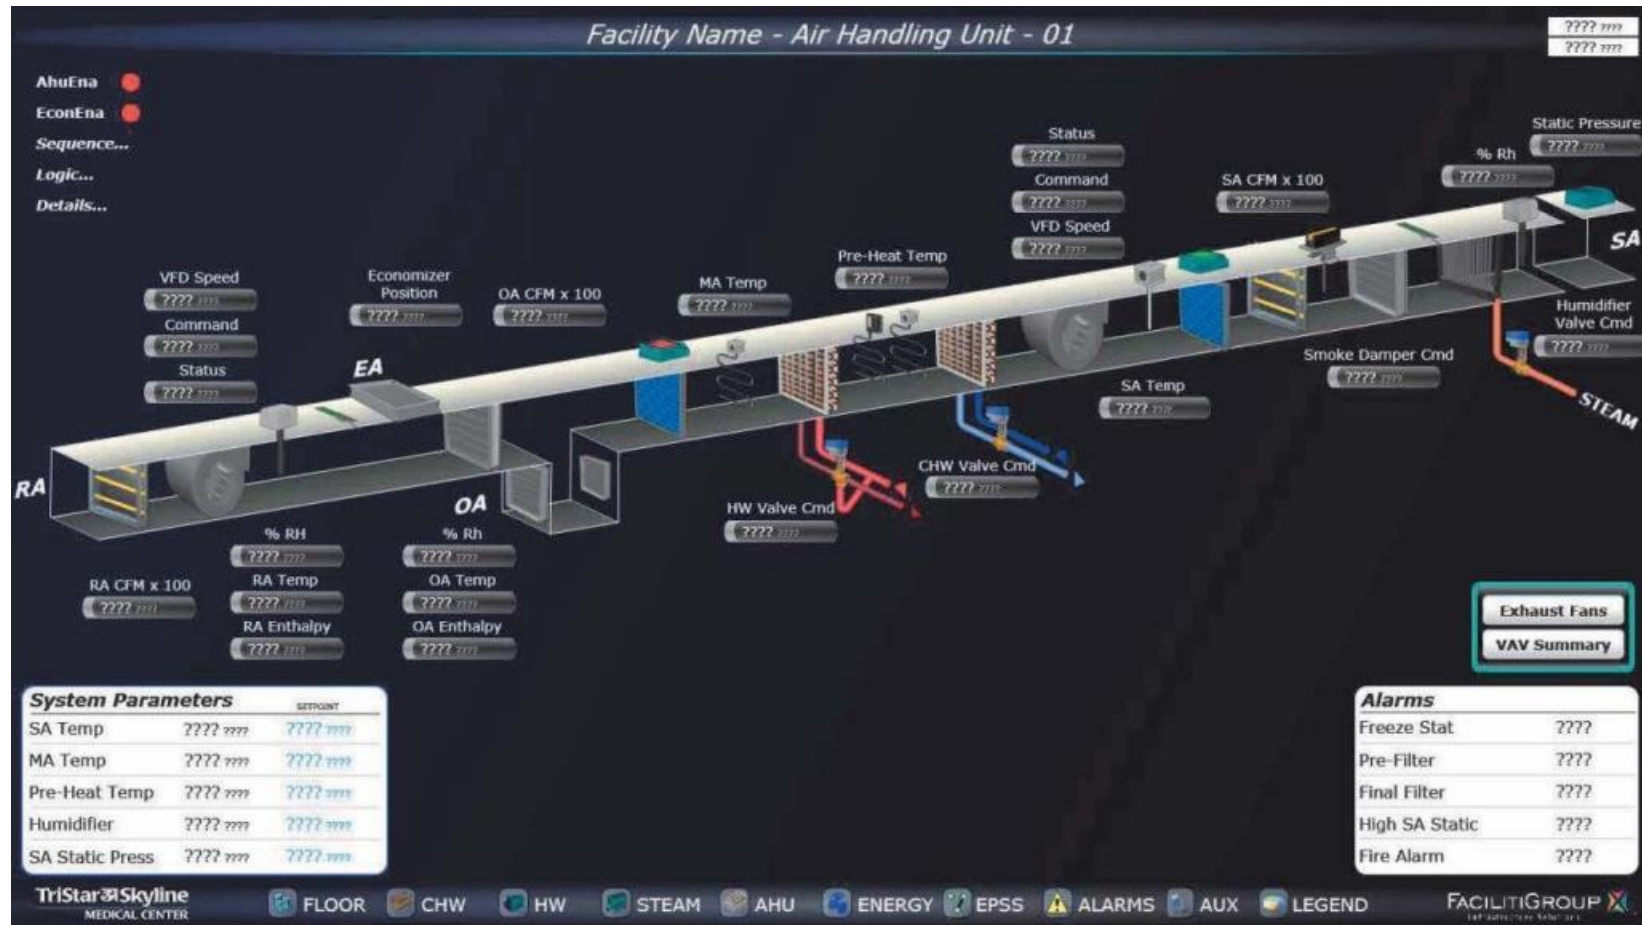 Facility Name - Air Handling Unit - 01
???? ????
???? ????
AhuEna
EconEna
Sequence...
Logic...
Details...
VFD Speed
???? ????
Command
???? ????
Status
???? ????
Economizer
Position
???? ????
EA
OA CFM x 100
???? ????
MA Temp
???? ????
Pre-Heat Temp
???? ????
Status
???? ????
Command
???? ????
VFD Speed
???? ????
SA CFM x 100
???? ????
% Rh
???? ????
Static Pressure
???? ????
SA
Humidifier
Valve Cmd
???? ????
STEAM
Smoke Damper Cmd
???? ????
SA Temp
???? ????
CHW Valve Cmd
???? ????
HW Valve Cmd
???? ????
RA
OA
RA CFM x 100
???? ????
% RH
???? ????
RA Temp
???? ????
RA Enthalpy
???? ????
% Rh
???? ????
OA Temp
???? ????
OA Enthalpy
???? ????
Exhaust Fans
VAV Summary
System Parameters SETPOINT
SA Temp ???? ???? ???? ????
MA Temp ???? ???? ???? ????
Pre-Heat Temp ???? ???? ???? ????
Humidifier ???? ???? ???? ????
SA Static Press ???? ???? ???? ????
Alarms
Freeze Stat ????
Pre-Filter ????
Final Filter ????
High SA Static ????
Fire Alarm ????
TriStar Skyline
MEDICAL CENTER
FLOOR CHW HW STEAM AHU ENERGY EPSS ALARMS AUX LEGEND
FACILITIGROUP
Infrastructure Solutions